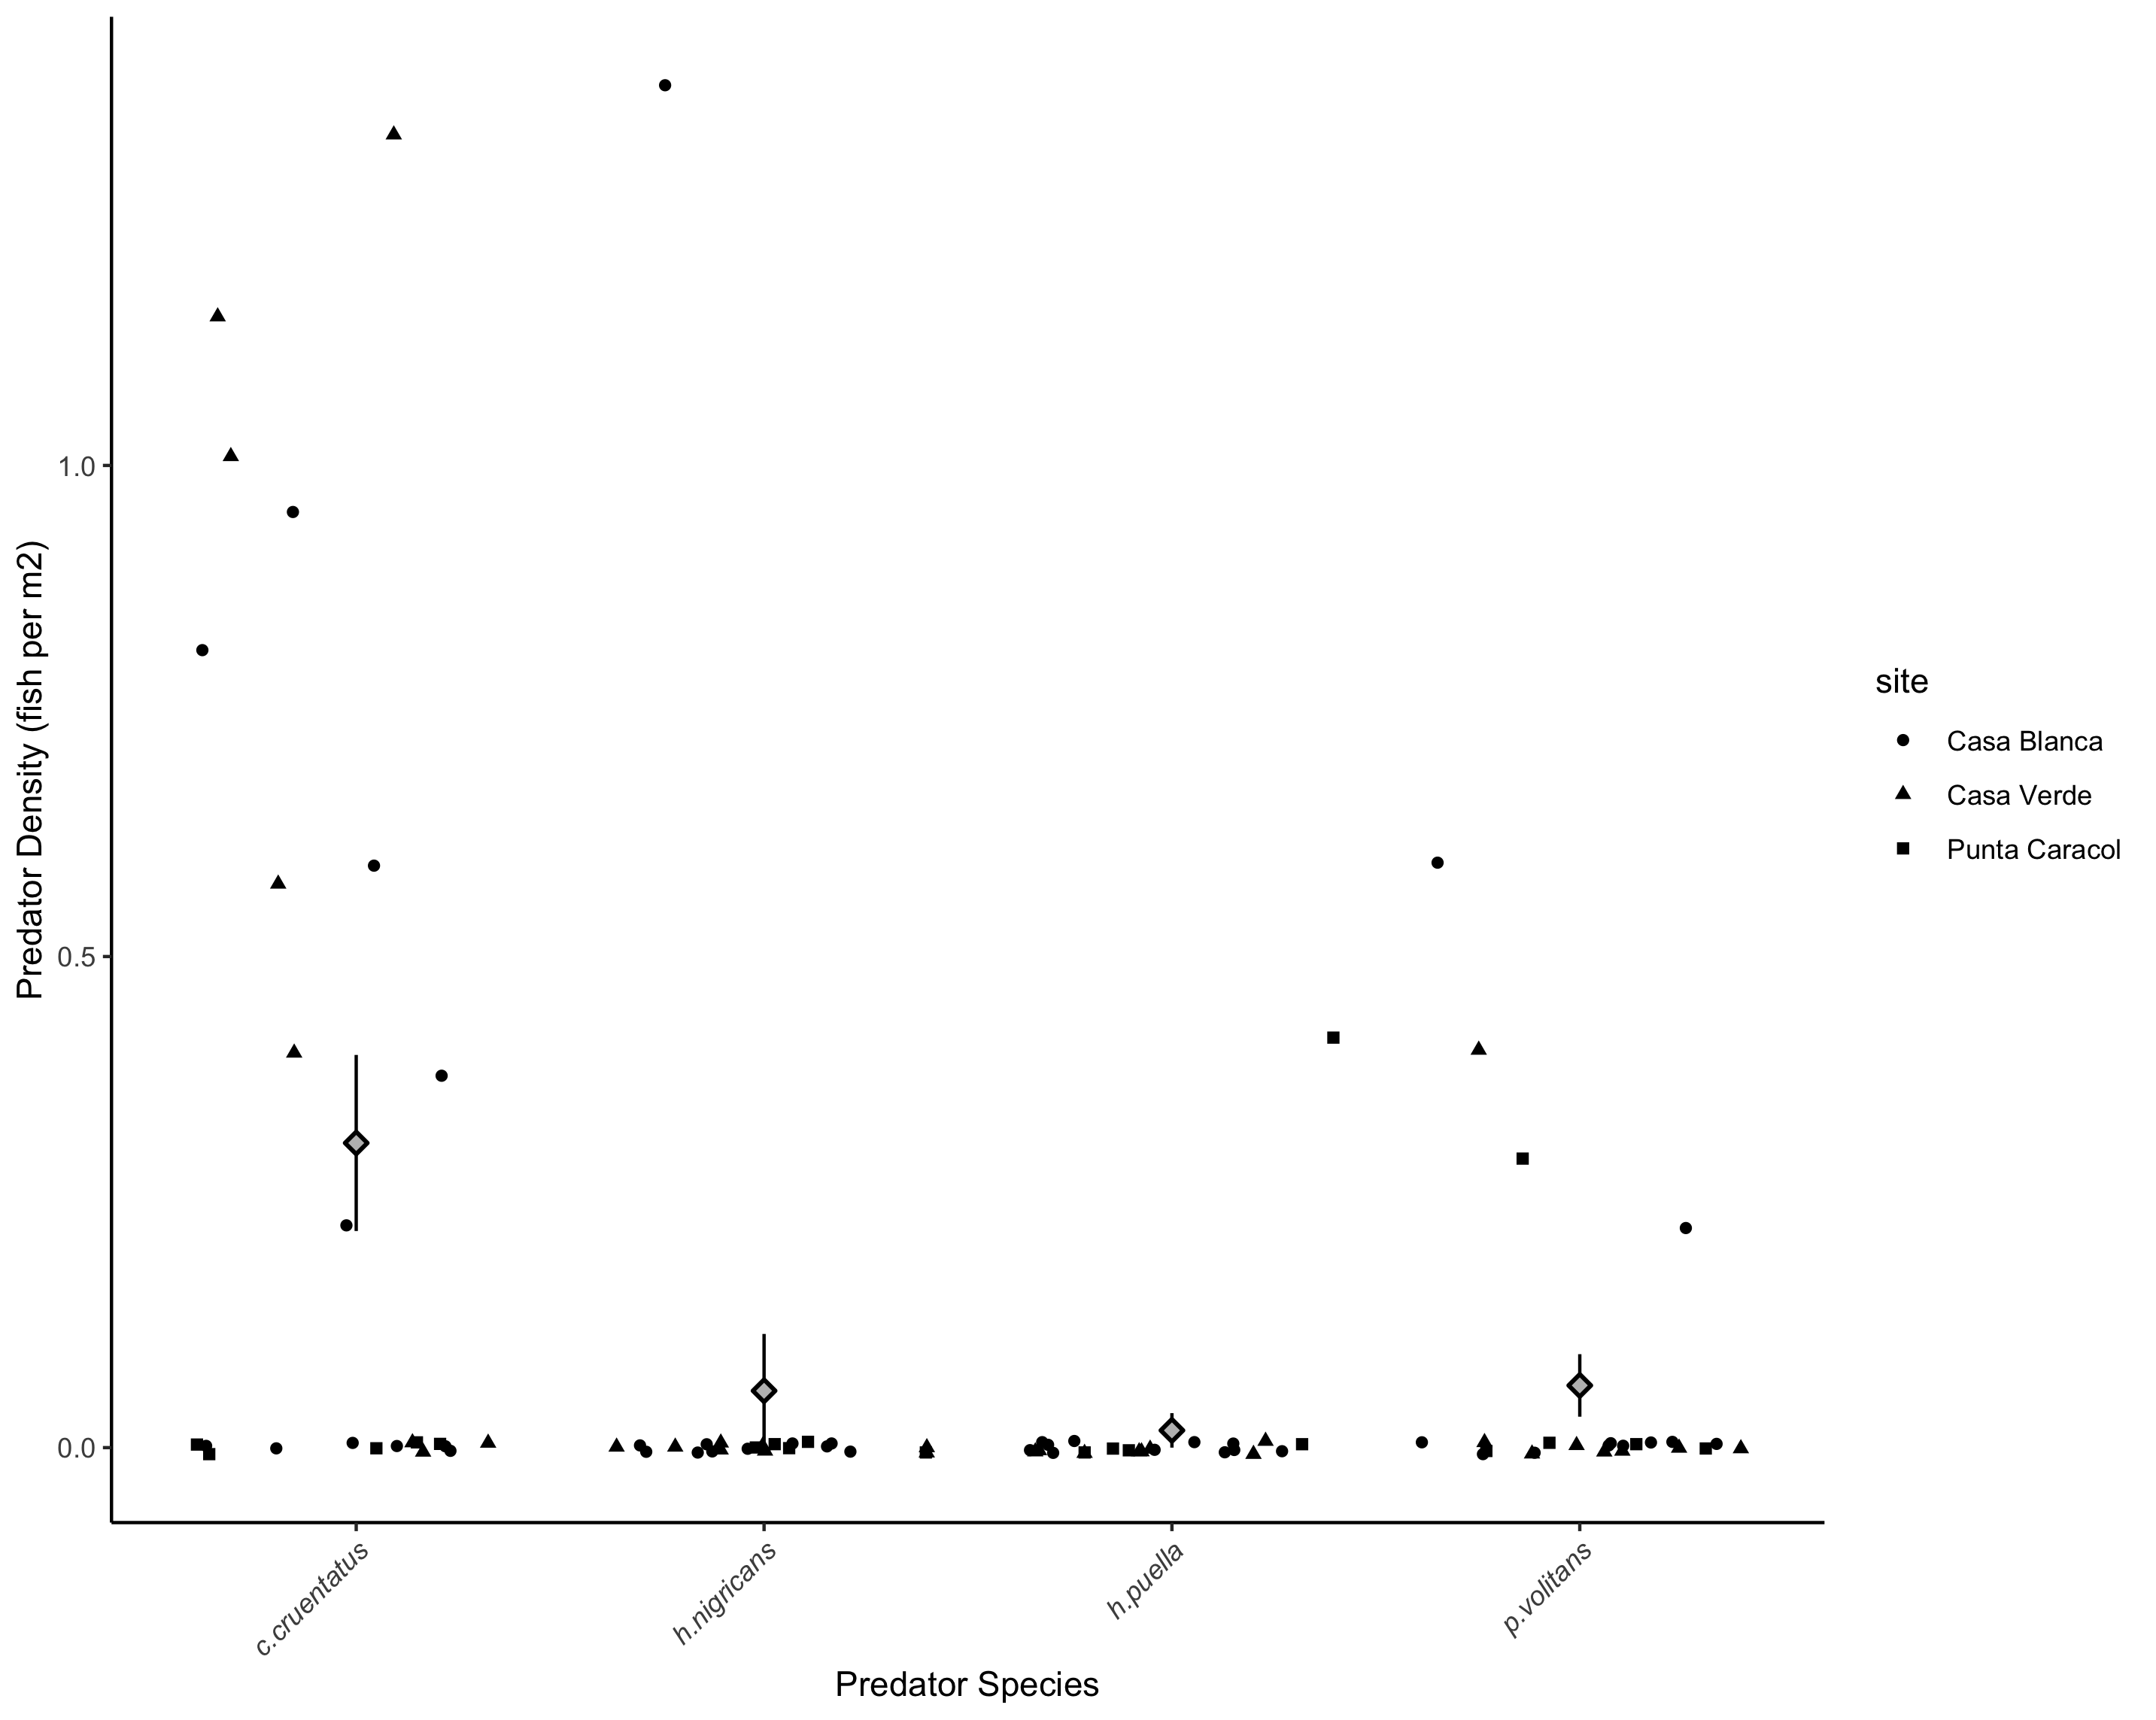 Predator Density (fish per m2)
1.0
0.5
0.0
c.cruentatus
h.nigricans
h.puella
p.volitans
Predator Species
site
Casa Blanca
Casa Verde
Punta Caracol